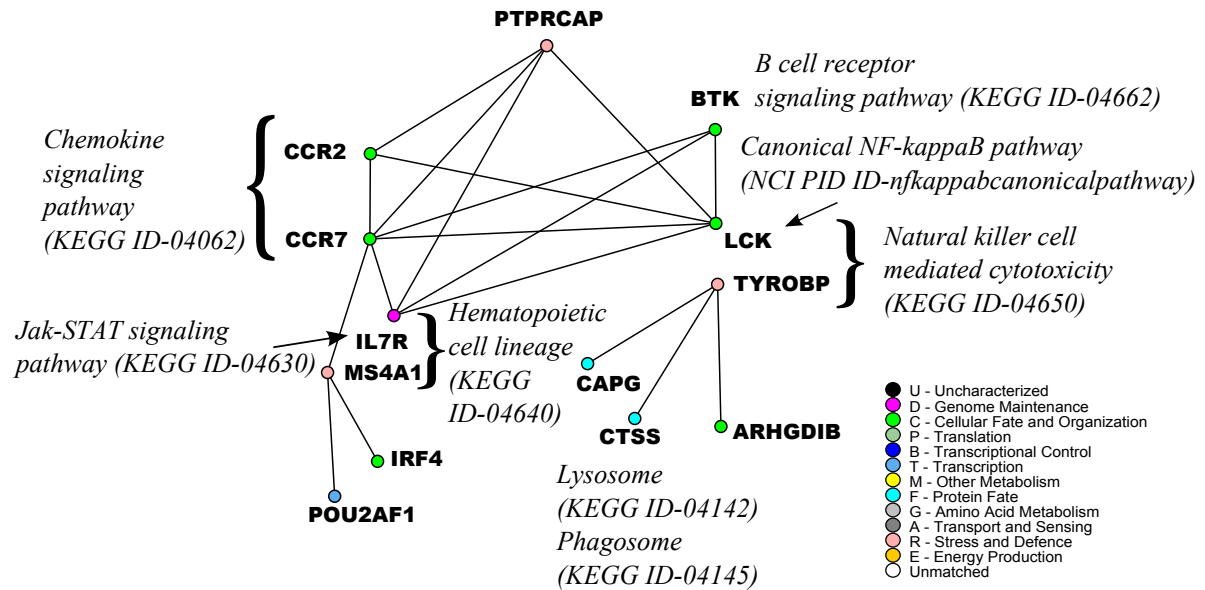 PTPRCAP
B cell receptor
signaling pathway (KEGG ID-04662)
BTK
Chemokine
signaling
pathway
(KEGG ID-04062)
CCR2
CCR7
Canonical NF-kappaB pathway
(NCI PID ID-nfkappabcanonicalpathway)
LCK
TYROBP
Natural killer cell
mediated cytotoxicity
(KEGG ID-04650)
Jak-STAT signaling
pathway (KEGG ID-04630)
IL7R
MS4A1
Hematopoietic
cell lineage
(KEGG
ID-04640)
CAPG
CTSS
ARHGDIB
IRF4
POU2AF1
Lysosome
(KEGG ID-04142)
Phagosome
(KEGG ID-04145)
U - Uncharacterized
D - Genome Maintenance
C - Cellular Fate and Organization
P - Translation
B - Transcriptional Control
T - Transcription
M - Other Metabolism
F - Protein Fate
G - Amino Acid Metabolism
A - Transport and Sensing
R - Stress and Defence
E - Energy Production
Unmatched